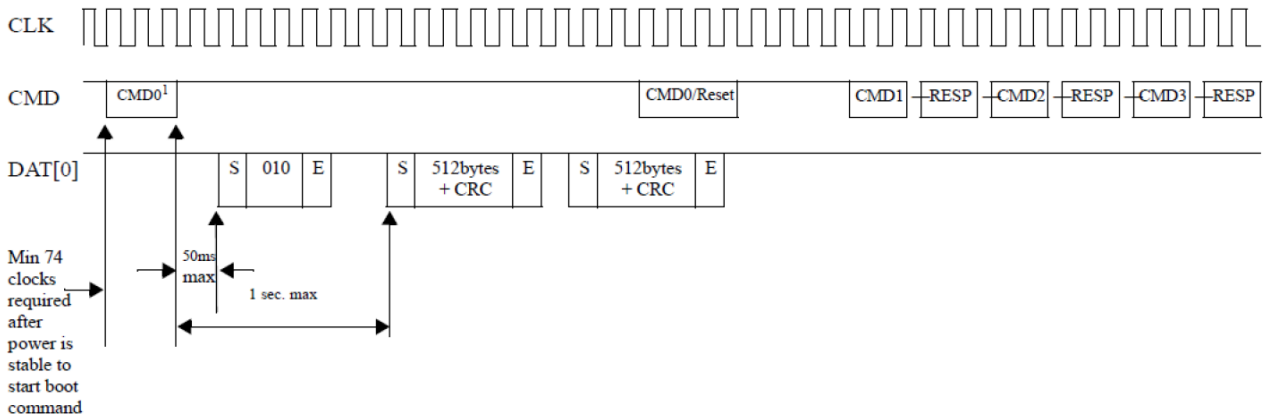 CLK
CMD
CMD0¹
CMD0/Reset
CMD1
RESP
CMD2
RESP
CMD3
RESP
DAT[0]
S
010
E
S
512bytes
+ CRC
E
S
512bytes
+ CRC
E
Min 74
clocks
required
after
power is
stable to
start boot
command
50ms
max
1 sec. max